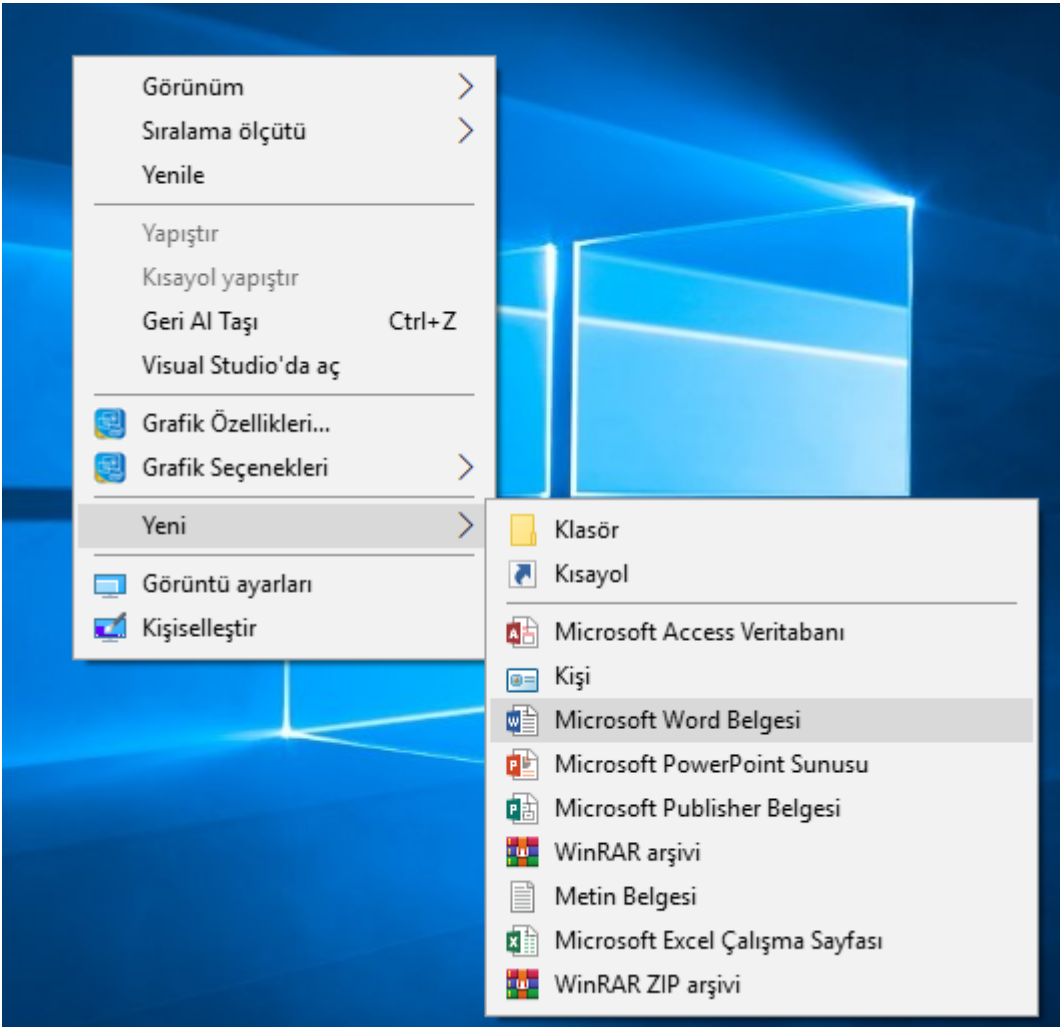 Görünüm
Sıralama ölçütü
Yenile
Yapıştır
Kısayol yapıştır
Geri Al Taşı Ctrl+Z
Visual Studio'da aç
Grafik Özellikleri...
Grafik Seçenekleri
Yeni
Görüntü ayarları
Kişiselleştir
Klasör
Kısayol
Microsoft Access Veritabanı
Kişi
Microsoft Word Belgesi
Microsoft PowerPoint Sunusu
Microsoft Publisher Belgesi
WinRAR arşivi
Metin Belgesi
Microsoft Excel Çalışma Sayfası
WinRAR ZIP arşivi